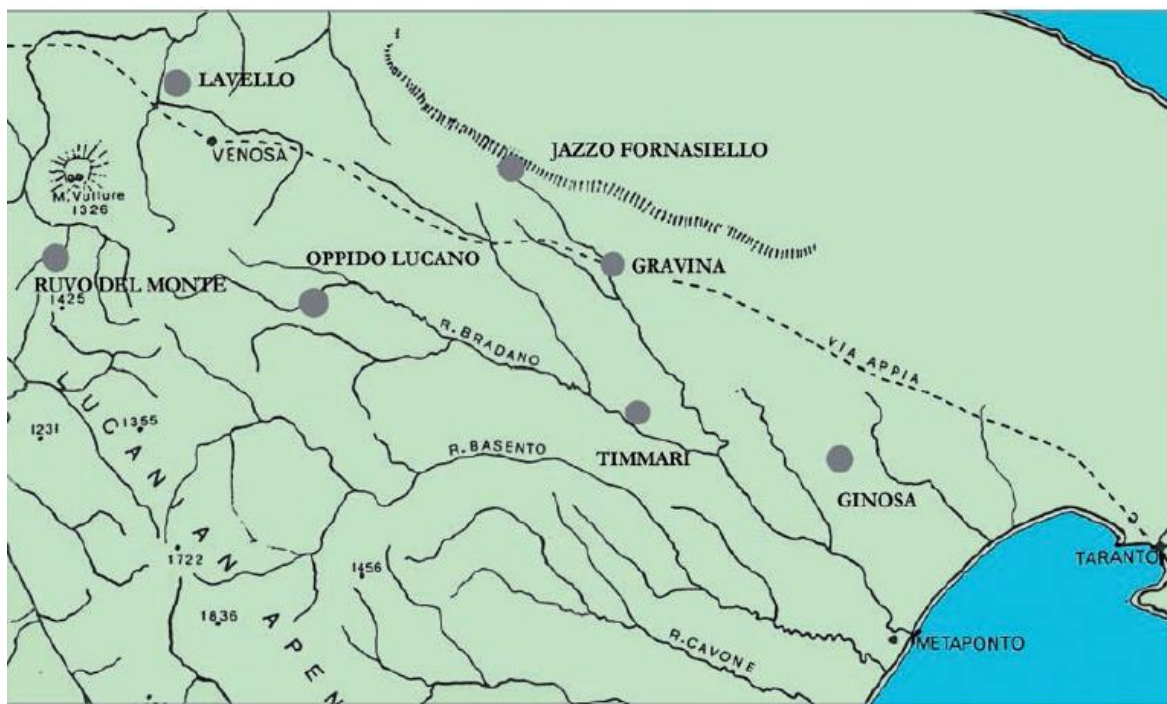 LAVELLO
VENOSA
JAZZO FORNASIELLO
M. Vulture
1326
OPPIDO LUCANO
GRAVINA
RUVO DEL MONTE
1425
R. BRADANO
VIA APPIA
LUCANIAN APEN
1231
1355
R. BASENTO
TIMMARI
GINOSA
1722
1456
TARANTO
1836
R. CAVONE
METAPONTO